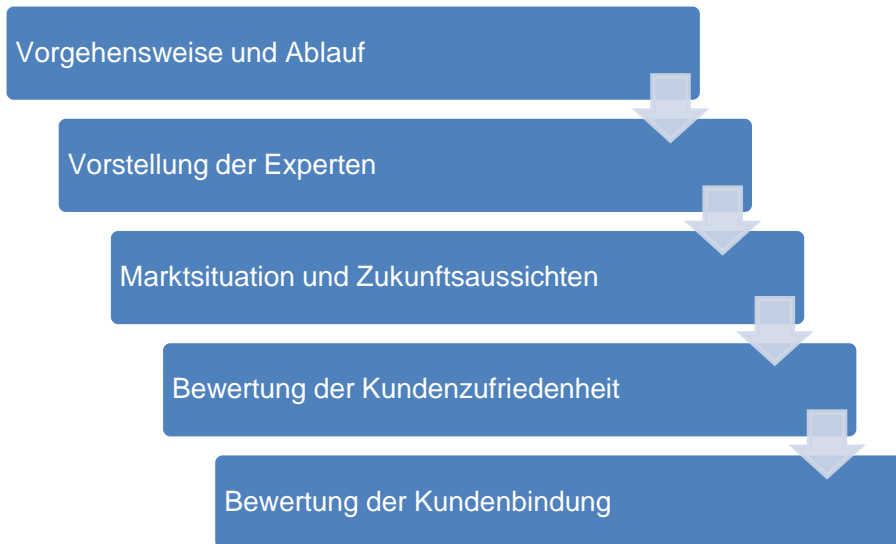 Vorgehensweise und Ablauf
Vorstellung der Experten
Marktsituation und Zukunftsaussichten
Bewertung der Kundenzufriedenheit
Bewertung der Kundenbindung